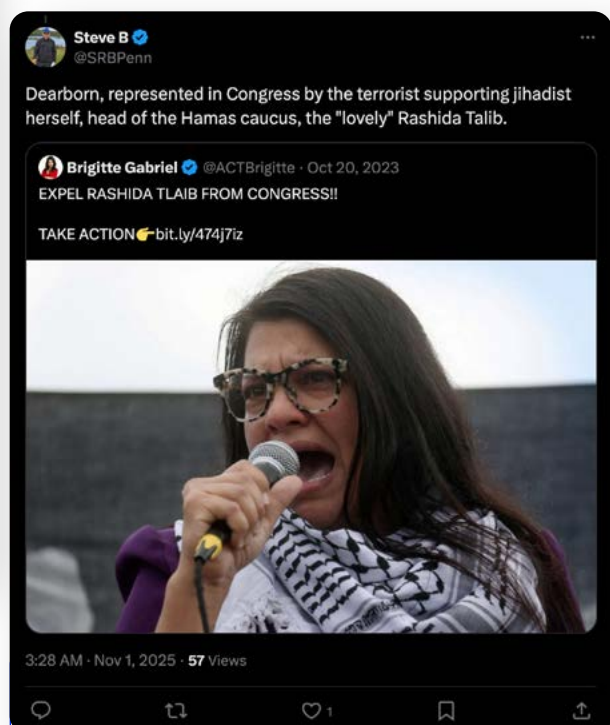 Steve B
@SRBPenn
Dearborn, represented in Congress by the terrorist supporting jihadist
herself, head of the Hamas caucus, the "lovely" Rashida Talib.
Brigitte Gabriel @ACTBrigitte · Oct 20, 2023
EXPEL RASHIDA TLAIB FROM CONGRESS!!
TAKE ACTION👉bit.ly/474j7iz
3:28 AM · Nov 1, 2025 · 57 Views
1